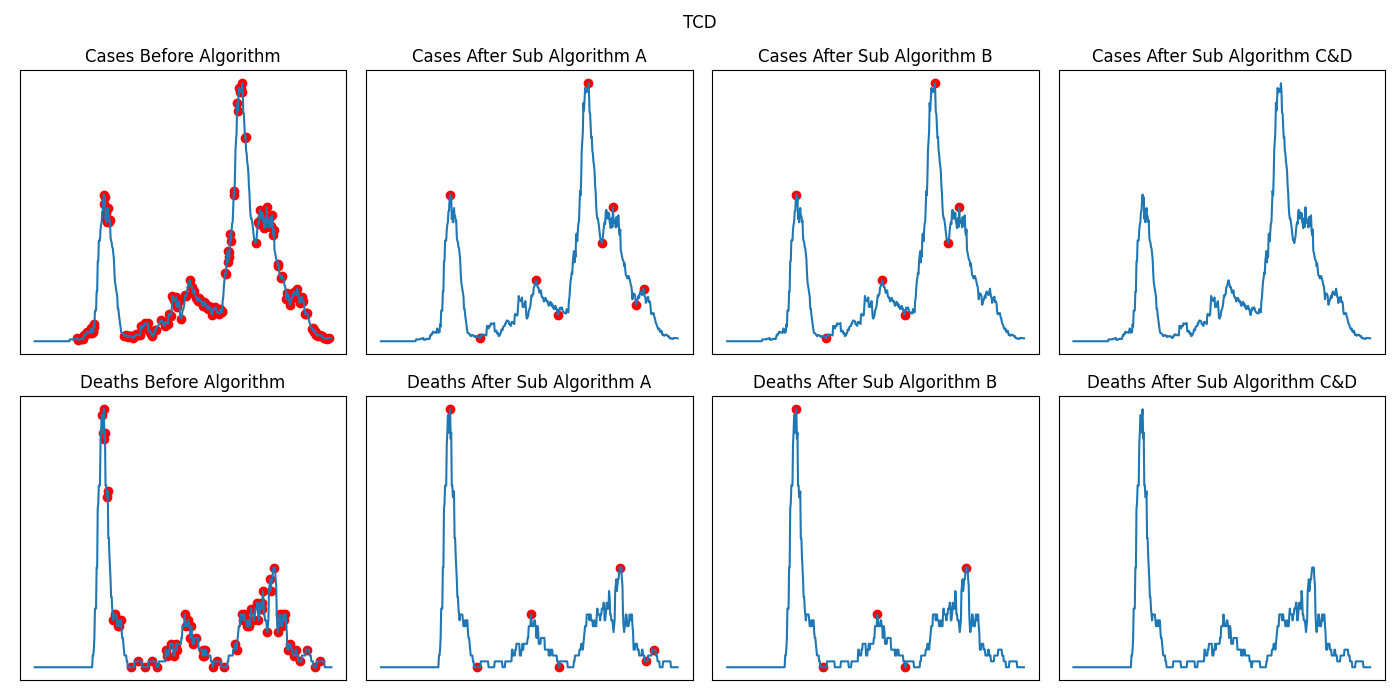 TCD
Cases Before Algorithm
Cases After Sub Algorithm A
Cases After Sub Algorithm B
Cases After Sub Algorithm C&D
Deaths Before Algorithm
Deaths After Sub Algorithm A
Deaths After Sub Algorithm B
Deaths After Sub Algorithm C&D